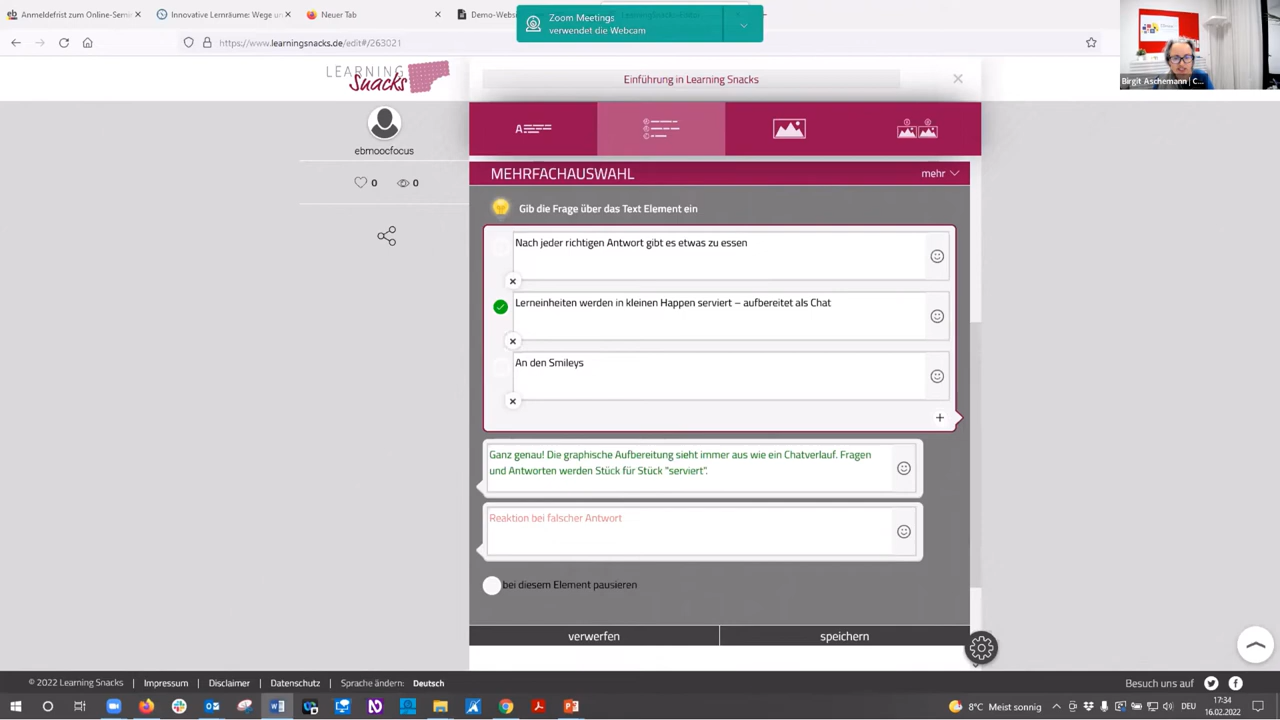 Anmeldefrist zum Online-Semi
Innovative Lernräume: Wege un
Neuer Tab
Demo-Webs
Zoom Meetings
verwendet die Webcam
https://www.learningsnacks.de/edit#/263021
Birgit Aschemann | C...
LEARNING
Snacks
Einführung in Learning Snacks
ebmoocfocus
0
0
MEHRFACHAUSWAHL
mehr
Gib die Frage über das Text Element ein
Nach jeder richtigen Antwort gibt es etwas zu essen
Lerneinheiten werden in kleinen Happen serviert – aufbereitet als Chat
An den Smileys
Ganz genau! Die graphische Aufbereitung sieht immer aus wie ein Chatverlauf. Fragen
und Antworten werden Stück für Stück "serviert".
Reaktion bei falscher Antwort
bei diesem Element pausieren
verwerfen
speichern
© 2022 Learning Snacks
Impressum
Disclaimer
Datenschutz
Sprache ändern:
Deutsch
Besuch uns auf
8°C Meist sonnig
DEU
17:34
16.02.2022